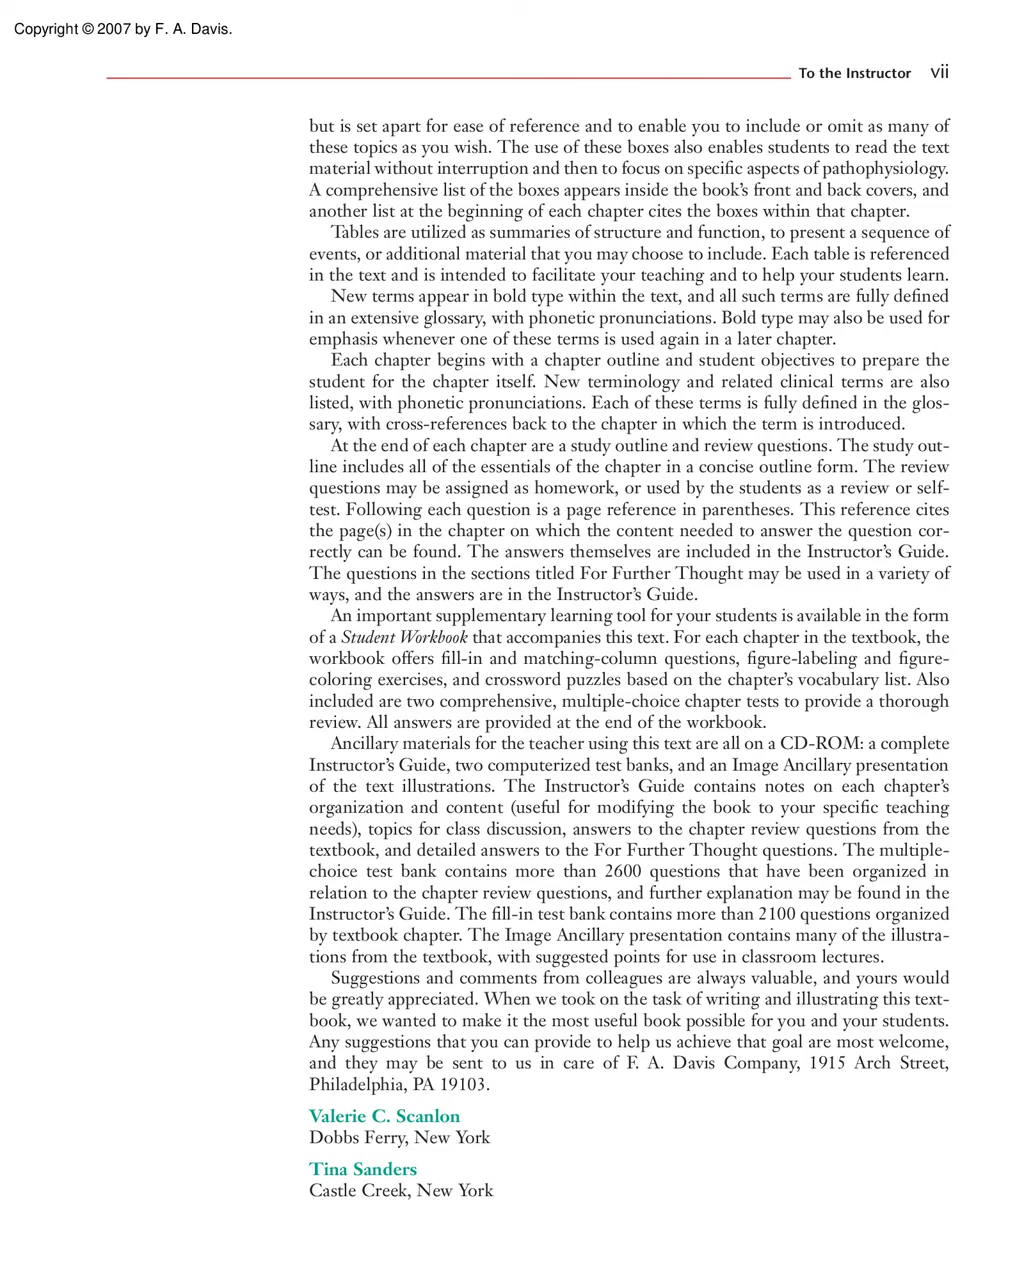 Copyright © 2007 by F. A. Davis.
To the Instructor vii
but is set apart for ease of reference and to enable you to include or omit as many of
these topics as you wish. The use of these boxes also enables students to read the text
material without interruption and then to focus on specific aspects of pathophysiology.
A comprehensive list of the boxes appears inside the book's front and back covers, and
another list at the beginning of each chapter cites the boxes within that chapter.
Tables are utilized as summaries of structure and function, to present a sequence of
events, or additional material that you may choose to include. Each table is referenced
in the text and is intended to facilitate your teaching and to help your students learn.
New terms appear in bold type within the text, and all such terms are fully defined
in an extensive glossary, with phonetic pronunciations. Bold type may also be used for
emphasis whenever one of these terms is used again in a later chapter.
Each chapter begins with a chapter outline and student objectives to prepare the
student for the chapter itself. New terminology and related clinical terms are also
listed, with phonetic pronunciations. Each of these terms is fully defined in the glos-
sary, with cross-references back to the chapter in which the term is introduced.
At the end of each chapter are a study outline and review questions. The study out-
line includes all of the essentials of the chapter in a concise outline form. The review
questions may be assigned as homework, or used by the students as a review or self-
test. Following each question is a page reference in parentheses. This reference cites
the page(s) in the chapter on which the content needed to answer the question cor-
rectly can be found. The answers themselves are included in the Instructor's Guide.
The questions in the sections titled For Further Thought may be used in a variety of
ways, and the answers are in the Instructor's Guide.
An important supplementary learning tool for your students is available in the form
of a Student Workbook that accompanies this text. For each chapter in the textbook, the
workbook offers fill-in and matching-column questions, figure-labeling and figure-
coloring exercises, and crossword puzzles based on the chapter's vocabulary list. Also
included are two comprehensive, multiple-choice chapter tests to provide a thorough
review. All answers are provided at the end of the workbook.
Ancillary materials for the teacher using this text are all on a CD-ROM: a complete
Instructor's Guide, two computerized test banks, and an Image Ancillary presentation
of the text illustrations. The Instructor's Guide contains notes on each chapter's
organization and content (useful for modifying the book to your specific teaching
needs), topics for class discussion, answers to the chapter review questions from the
textbook, and detailed answers to the For Further Thought questions. The multiple-
choice test bank contains more than 2600 questions that have been organized in
relation to the chapter review questions, and further explanation may be found in the
Instructor's Guide. The fill-in test bank contains more than 2100 questions organized
by textbook chapter. The Image Ancillary presentation contains many of the illustra-
tions from the textbook, with suggested points for use in classroom lectures.
Suggestions and comments from colleagues are always valuable, and yours would
be greatly appreciated. When we took on the task of writing and illustrating this text-
book, we wanted to make it the most useful book possible for you and your students.
Any suggestions that you can provide to help us achieve that goal are most welcome,
and they may be sent to us in care of F. A. Davis Company, 1915 Arch Street,
Philadelphia, PA 19103.
Valerie C. Scanlon
Dobbs Ferry, New York
Tina Sanders
Castle Creek, New York